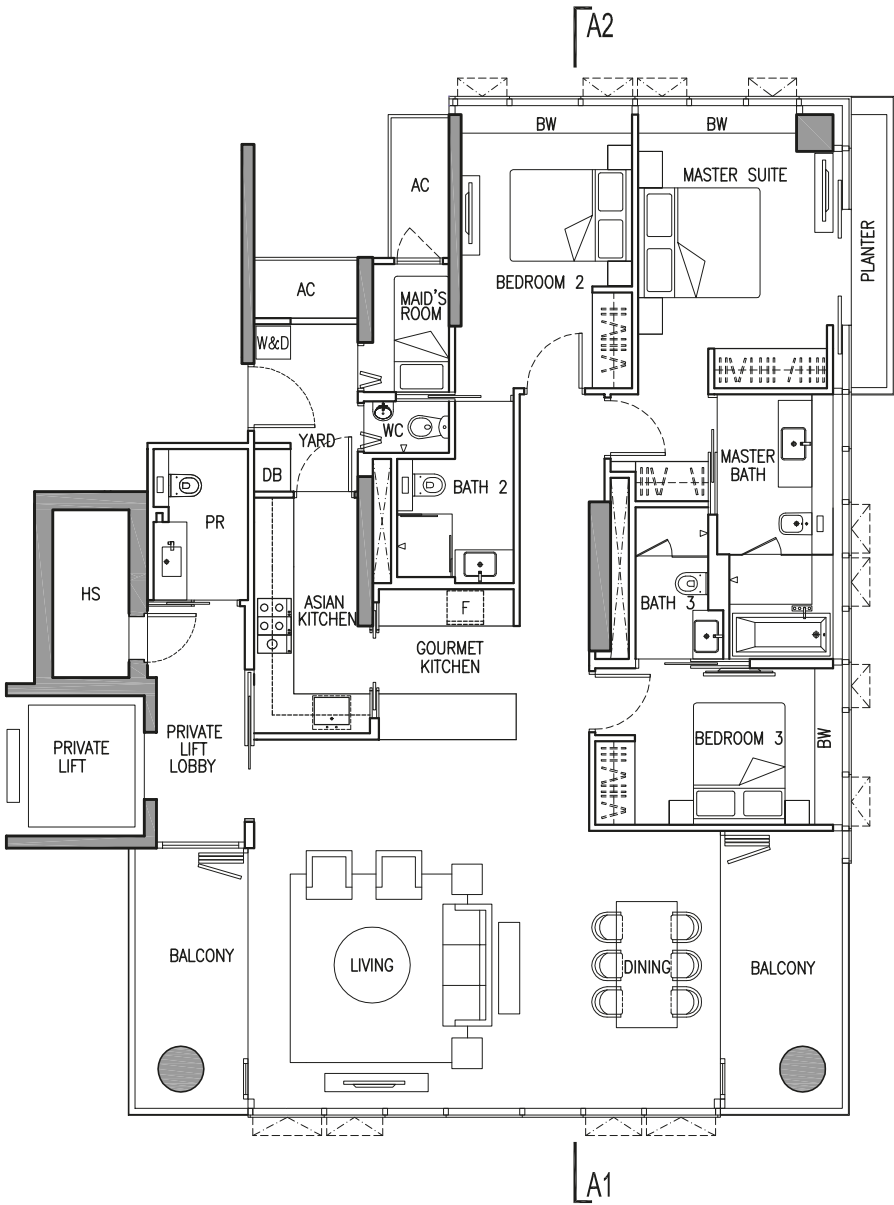 A2
BW
BW
MASTER SUITE
AC
PLANTER
BEDROOM 2
AC
MAID'S
ROOM
W&D
YARD
WC
MASTER
BATH
DB
BATH 2
PR
HS
ASIAN
KITCHEN
F
BATH 3
GOURMET
KITCHEN
PRIVATE
LIFT
PRIVATE
LIFT
LOBBY
BEDROOM 3
BW
BALCONY
LIVING
DINING
BALCONY
A1